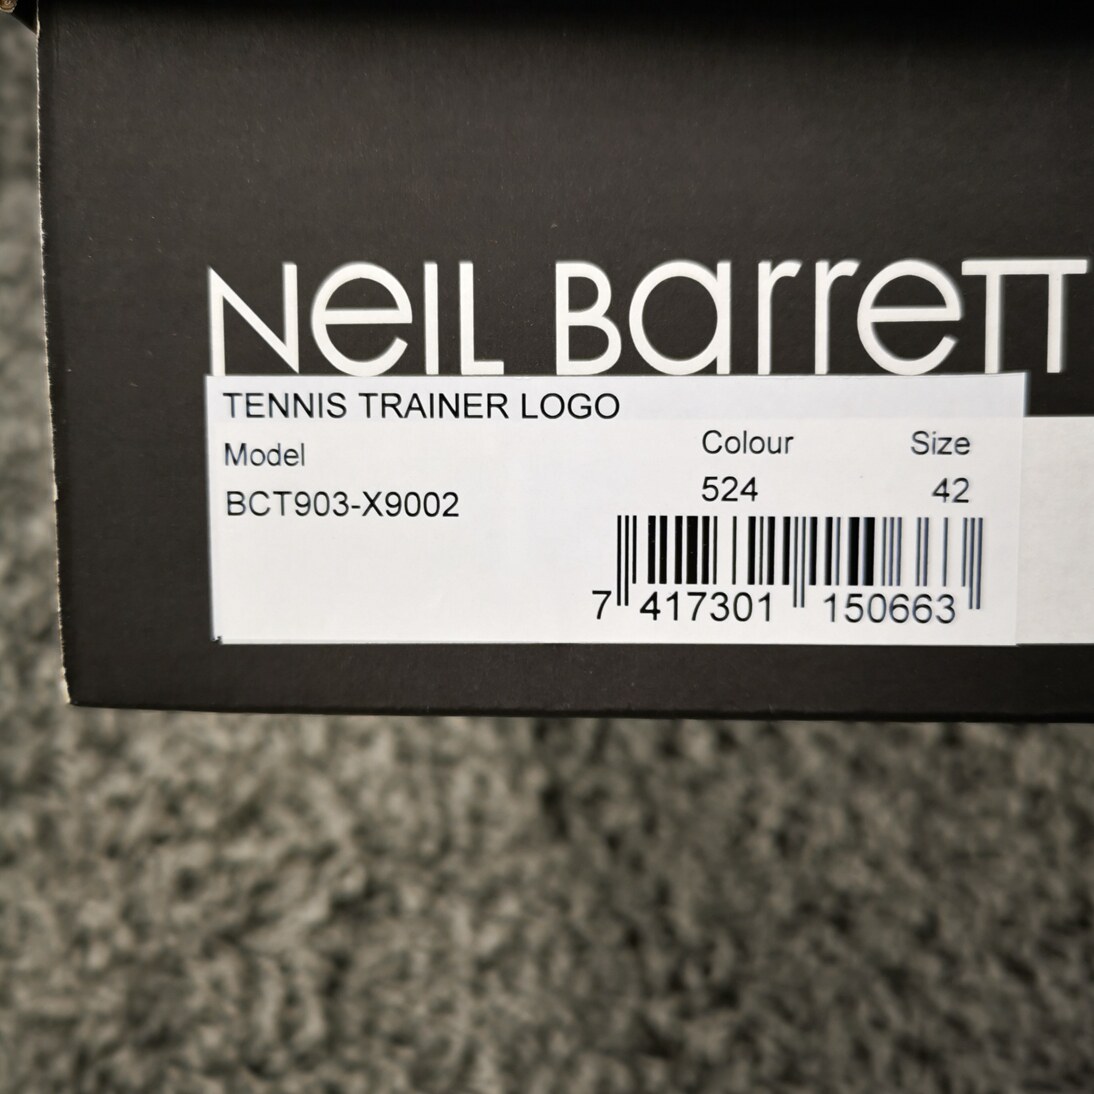 Neil Barrett
TENNIS TRAINER LOGO
Model
Colour
Size
BCT903-X9002
524
42
7 417301 150663